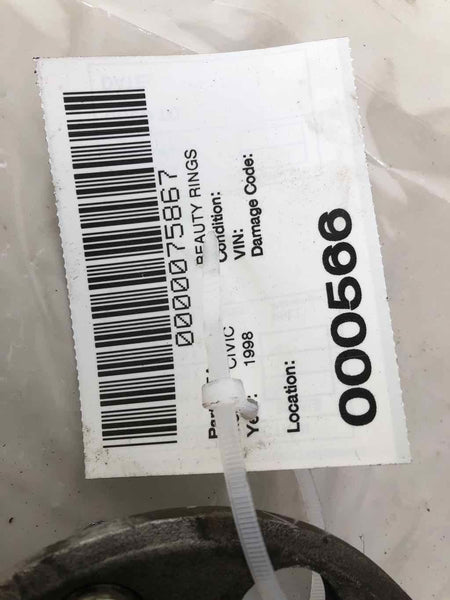 0000075867
BEAUTY RINGS
Condition:
CIVIC
VIN:
1998
Damage Code:
Location:
000566